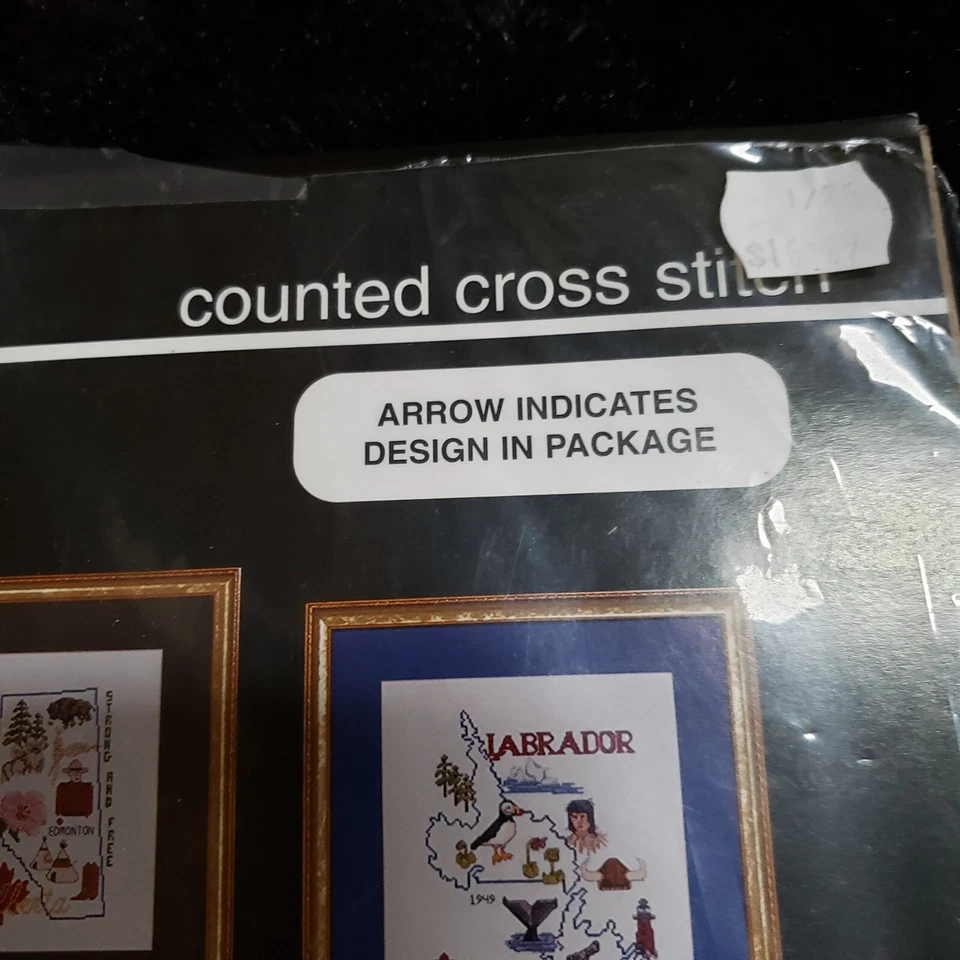 counted cross stitch
ARROW INDICATES
DESIGN IN PACKAGE
STRONG AND FREE
EDMONTON
LABRADOR
1949